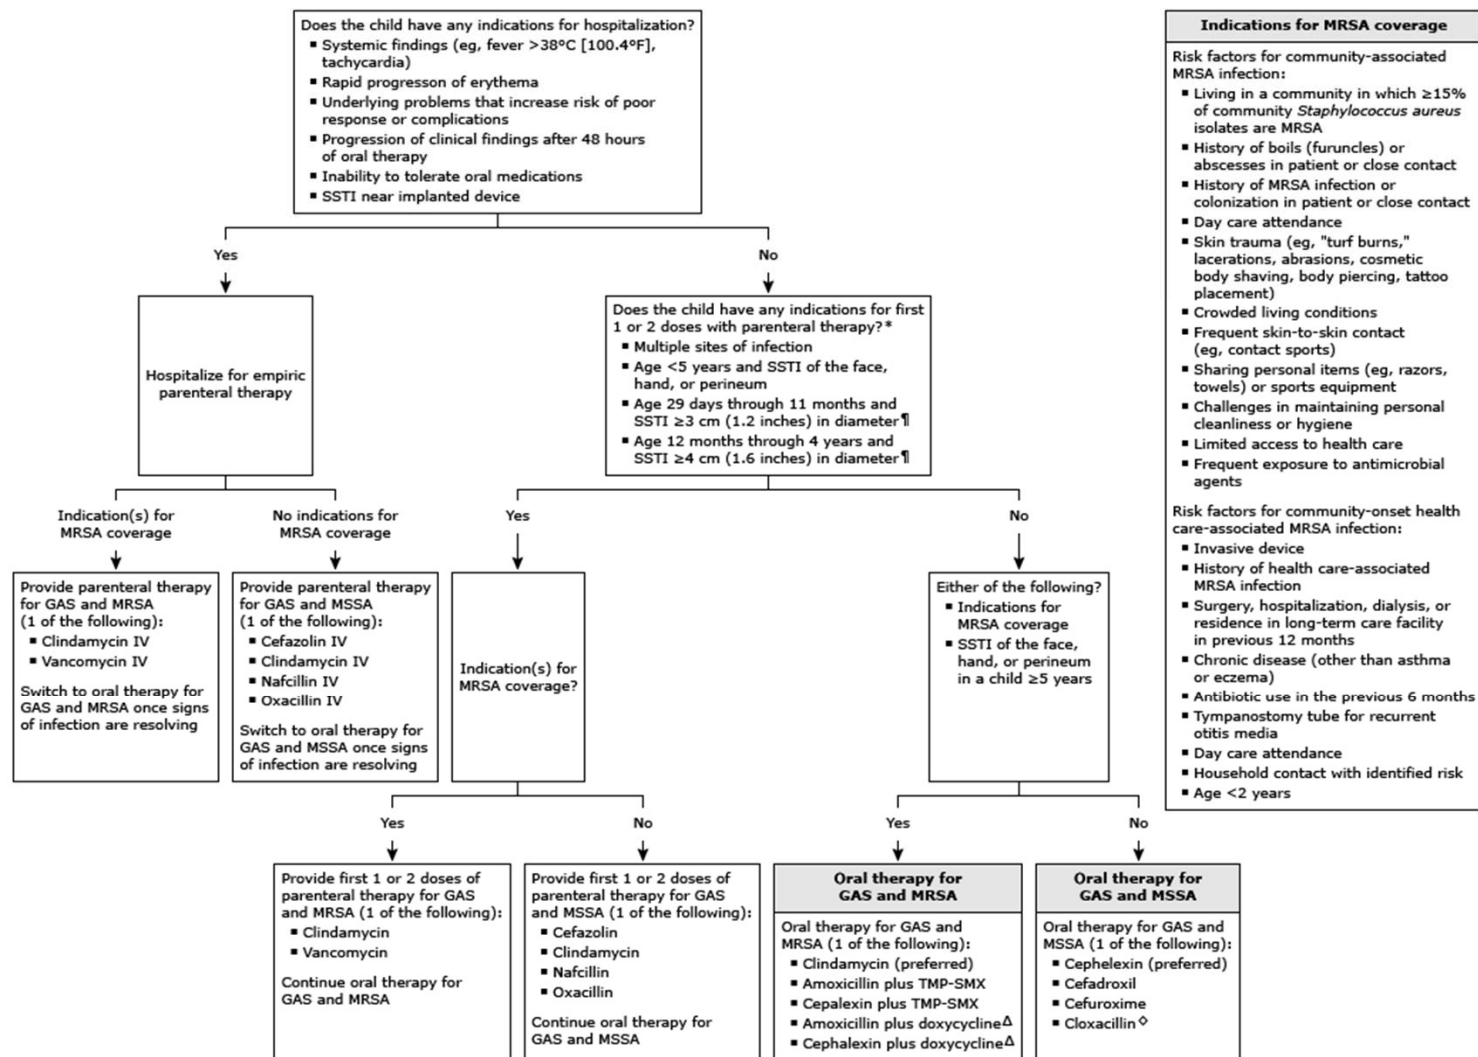 Does the child have any indications for hospitalization?
▪ Systemic findings (eg, fever >38°C [100.4°F],
tachycardia)
▪ Rapid progresson of erythema
▪ Underlying problems that increase risk of poor
response or complications
▪ Progression of clinical findings after 48 hours
of oral therapy
▪ Inability to tolerate oral medications
▪ SSTI near implanted device
Yes
No
Hospitalize for empiric
parenteral therapy
Does the child have any indications for first
1 or 2 doses with parenteral therapy?*
▪ Multiple sites of infection
▪ Age <5 years and SSTI of the face,
hand, or perineum
▪ Age 29 days through 11 months and
SSTI ≥3 cm (1.2 inches) in diameter¶
▪ Age 12 months through 4 years and
SSTI ≥4 cm (1.6 inches) in diameter¶
Indication(s) for
MRSA coverage
No indications for
MRSA coverage
Yes
No
Provide parenteral therapy
for GAS and MRSA
(1 of the following):
▪ Clindamycin IV
▪ Vancomycin IV
Switch to oral therapy for
GAS and MRSA once signs
of infection are resolving
Provide parenteral therapy
for GAS and MSSA
(1 of the following):
▪ Cefazolin IV
▪ Clindamycin IV
▪ Nafcillin IV
▪ Oxacillin IV
Switch to oral therapy for
GAS and MSSA once signs
of infection are resolving
Indication(s) for
MRSA coverage?
Either of the following?
▪ Indications for
MRSA coverage
▪ SSTI of the face,
hand, or perineum
in a child ≥5 years
Yes
No
Yes
No
Provide first 1 or 2 doses of
parenteral therapy for GAS
and MRSA (1 of the following):
▪ Clindamycin
▪ Vancomycin
Continue oral therapy for
GAS and MRSA
Provide first 1 or 2 doses of
parenteral therapy for GAS
and MSSA (1 of the following):
▪ Cefazolin
▪ Clindamycin
▪ Nafcillin
▪ Oxacillin
Continue oral therapy for
GAS and MSSA
Oral therapy for
GAS and MRSA
Oral therapy for GAS and
MRSA (1 of the following):
▪ Clindamycin (preferred)
▪ Amoxicillin plus TMP-SMX
▪ Cepalexin plus TMP-SMX
▪ Amoxicillin plus doxycyclineΔ
▪ Cephalexin plus doxycyclineΔ
Oral therapy for
GAS and MSSA
Oral therapy for GAS and
MSSA (1 of the following):
▪ Cephelexin (preferred)
▪ Cefadroxil
▪ Cefuroxime
▪ Cloxacillin◇
Indications for MRSA coverage
Risk factors for community-associated
MRSA infection:
▪ Living in a community in which ≥15%
of community Staphylococcus aureus
isolates are MRSA
▪ History of boils (furuncles) or
abscesses in patient or close contact
▪ History of MRSA infection or
colonization in patient or close contact
▪ Day care attendance
▪ Skin trauma (eg, "turf burns,"
lacerations, abrasions, cosmetic
body shaving, body piercing, tattoo
placement)
▪ Crowded living conditions
▪ Frequent skin-to-skin contact
(eg, contact sports)
▪ Sharing personal items (eg, razors,
towels) or sports equipment
▪ Challenges in maintaining personal
cleanliness or hygiene
▪ Limited access to health care
▪ Frequent exposure to antimicrobial
agents
Risk factors for community-onset health
care-associated MRSA infection:
▪ Invasive device
▪ History of health care-associated
MRSA infection
▪ Surgery, hospitalization, dialysis, or
residence in long-term care facility
in previous 12 months
▪ Chronic disease (other than asthma
or eczema)
▪ Antibiotic use in the previous 6 months
▪ Tympanostomy tube for recurrent
otitis media
▪ Day care attendance
▪ Household contact with identified risk
▪ Age <2 years